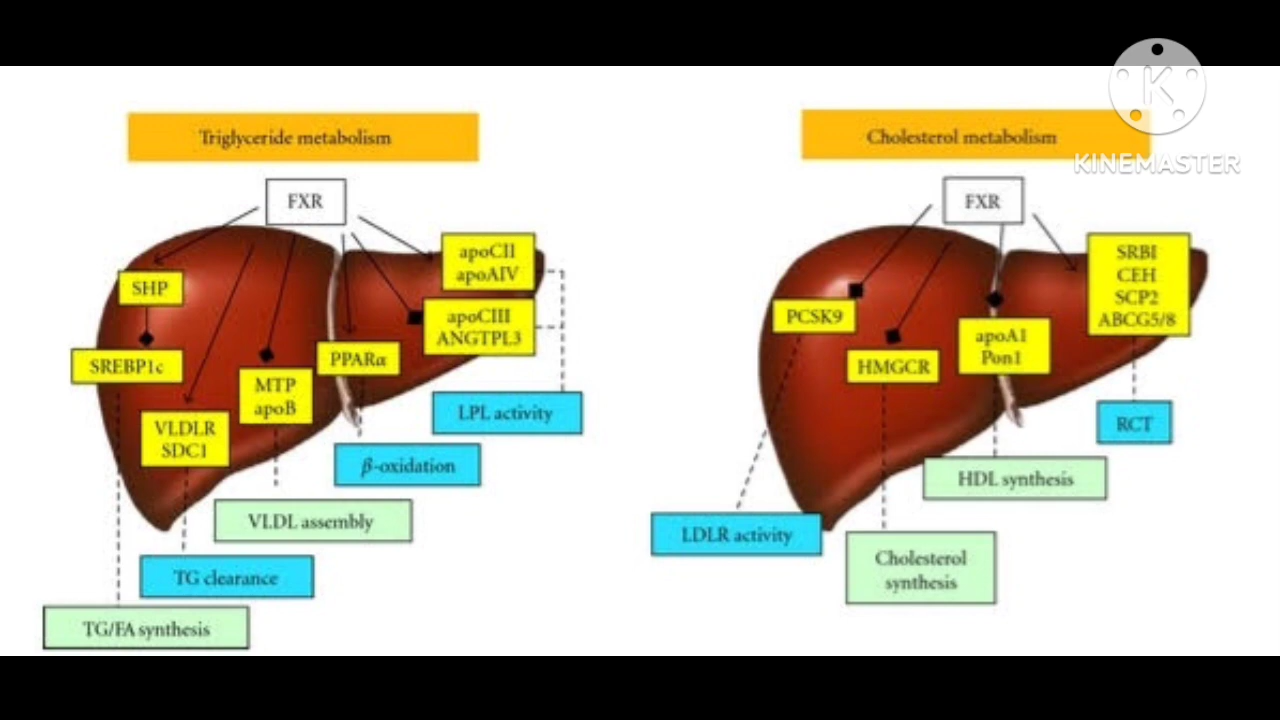 KINEMASTER
Triglyceride metabolism
FXR
SHP
SREBP1c
VLDLR
SDC1
MTP
apoB
PPARα
apoCII
apoAIV
apoCIII
ANGTPL3
LPL activity
β-oxidation
VLDL assembly
TG clearance
TG/FA synthesis
Cholesterol metabolism
FXR
PCSK9
HMGCR
apoA1
Pon1
SRBI
CEH
SCP2
ABCG5/8
RCT
HDL synthesis
LDLR activity
Cholesterol
synthesis